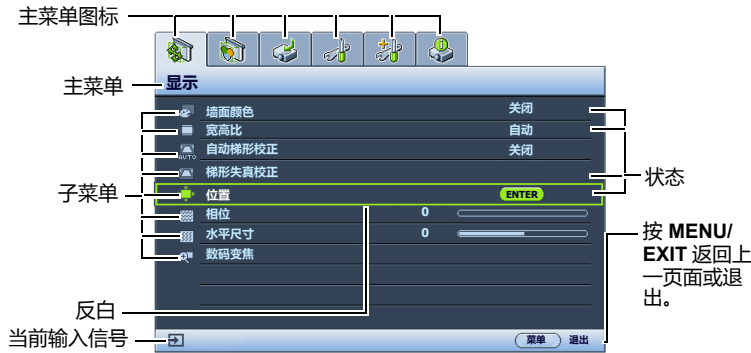 主菜单图标
主菜单
显示
墙面颜色 关闭
宽高比 自动
AUTO 自动梯形校正 关闭
梯形失真校正
状态
子菜单
位置 ENTER
相位 0
水平尺寸 0
数码变焦
按 MENU/
EXIT 返回上
一页面或退
出。
反白
当前输入信号
菜单 退出